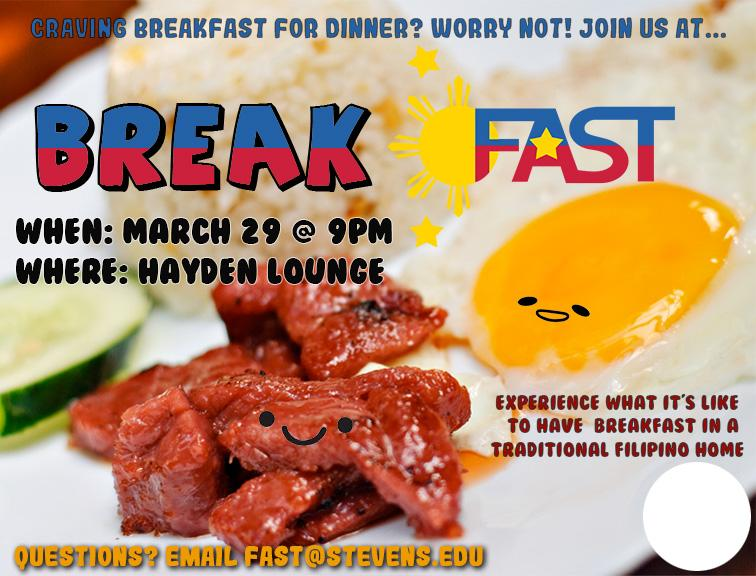 CRAVING BREAKFAST FOR DINNER? WORRY NOT! JOIN US AT...
BREAK FAST
WHEN: MARCH 29 @ 9PM
WHERE: HAYDEN LOUNGE
EXPERIENCE WHAT IT'S LIKE
TO HAVE BREAKFAST IN A
TRADITIONAL FILIPINO HOME
QUESTIONS? EMAIL FAST@STEVENS.EDU